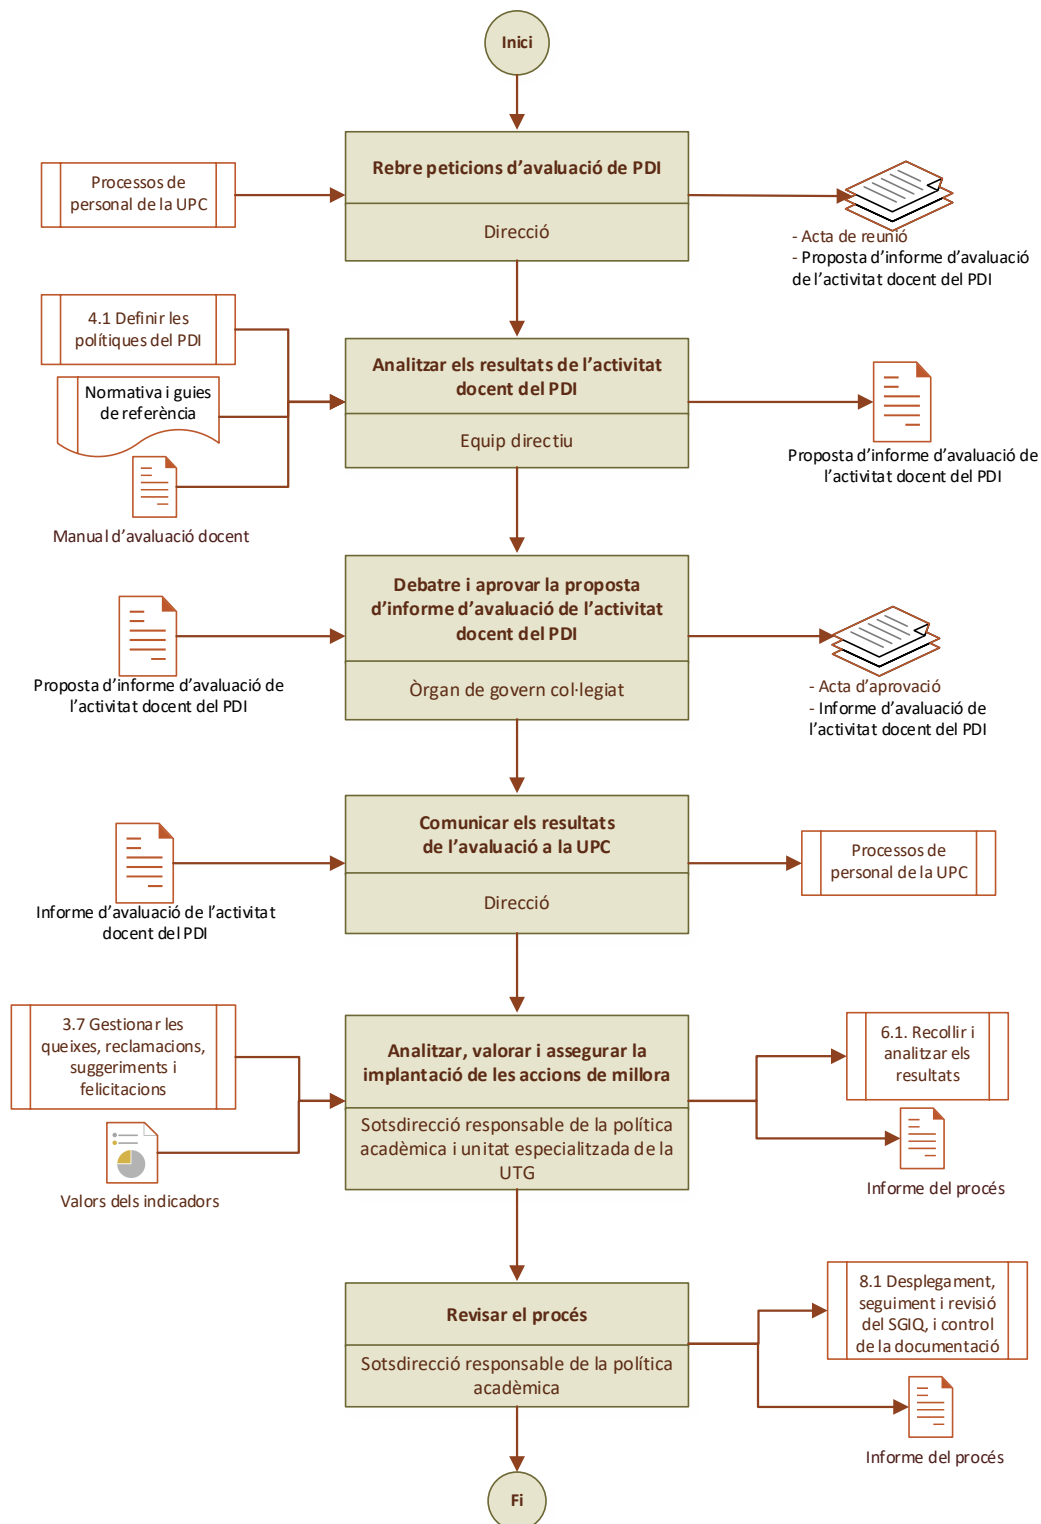 Inici
Rebre peticions d'avaluació de PDI
Direcció
Processos de
personal de la UPC
- Acta de reunió
- Proposta d'informe d'avaluació
de l'activitat docent del PDI
4.1 Definir les
polítiques del PDI
Normativa i guies
de referència
Manual d'avaluació docent
Analitzar els resultats de l'activitat
docent del PDI
Equip directiu
Proposta d'informe d'avaluació de
l'activitat docent del PDI
Debatre i aprovar la proposta
d'informe d'avaluació de l'activitat
docent del PDI
Òrgan de govern col·legiat
Proposta d'informe d'avaluació de
l'activitat docent del PDI
- Acta d'aprovació
- Informe d'avaluació de
l'activitat docent del PDI
Comunicar els resultats
de l'avaluació a la UPC
Direcció
Informe d'avaluació de l'activitat
docent del PDI
Processos de
personal de la UPC
3.7 Gestionar les
queixes, reclamacions,
suggeriments i
felicitacions
Valors dels indicadors
Analitzar, valorar i assegurar la
implantació de les accions de millora
Sotsdirecció responsable de la política
acadèmica i unitat especialitzada de la
UTG
6.1. Recollir i
analitzar els
resultats
Informe del procés
Revisar el procés
Sotsdirecció responsable de la política
acadèmica
8.1 Desplegament,
seguiment i revisió
del SGIQ, i control
de la documentació
Informe del procés
Fi